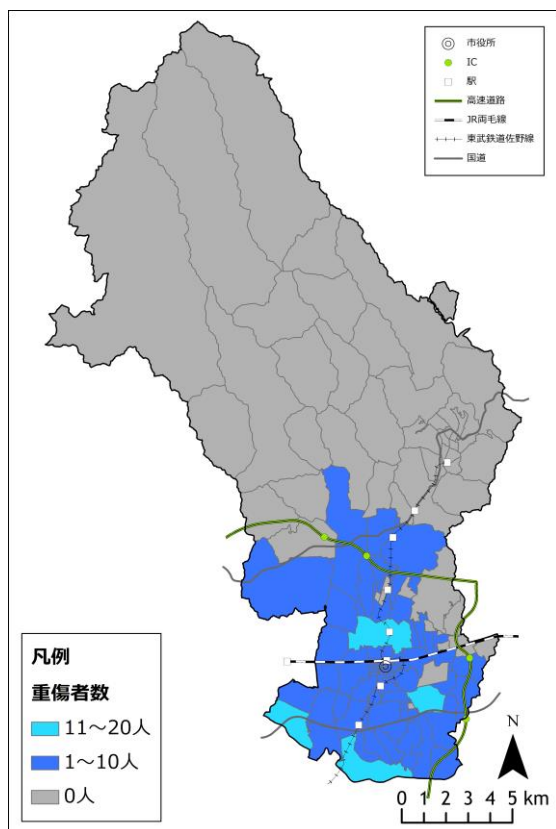 市役所
IC
駅
高速道路
JR両毛線
東武鉄道佐野線
国道
凡例
重傷者数
11～20人
1～10人
0人
N
0 1 2 3 4 5 km